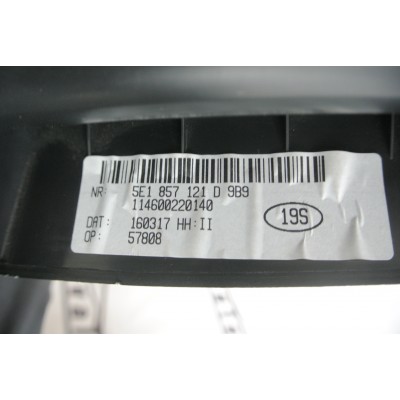 NR: 5E1 857 121 D 9B9
114600220140
19S
DAT: 160317 HH:II
OP: 57808